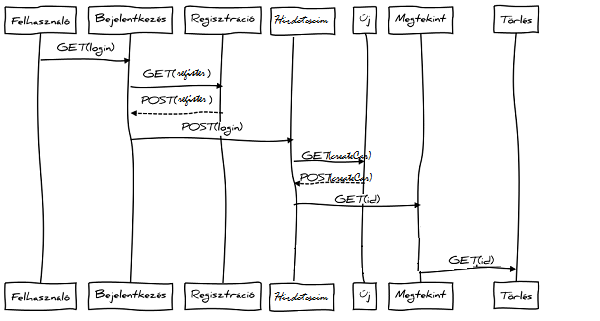 Felhasználó Bejelentkezés Regisztráció Hirdetéseim Új Megtekint Törlés
GET(login)
GET(register)
POST(register)
POST(login)
GET(createCar)
POST(createCar)
GET(id)
GET(id)
Felhasználó Bejelentkezés Regisztráció Hirdetéseim Új Megtekint Törlés